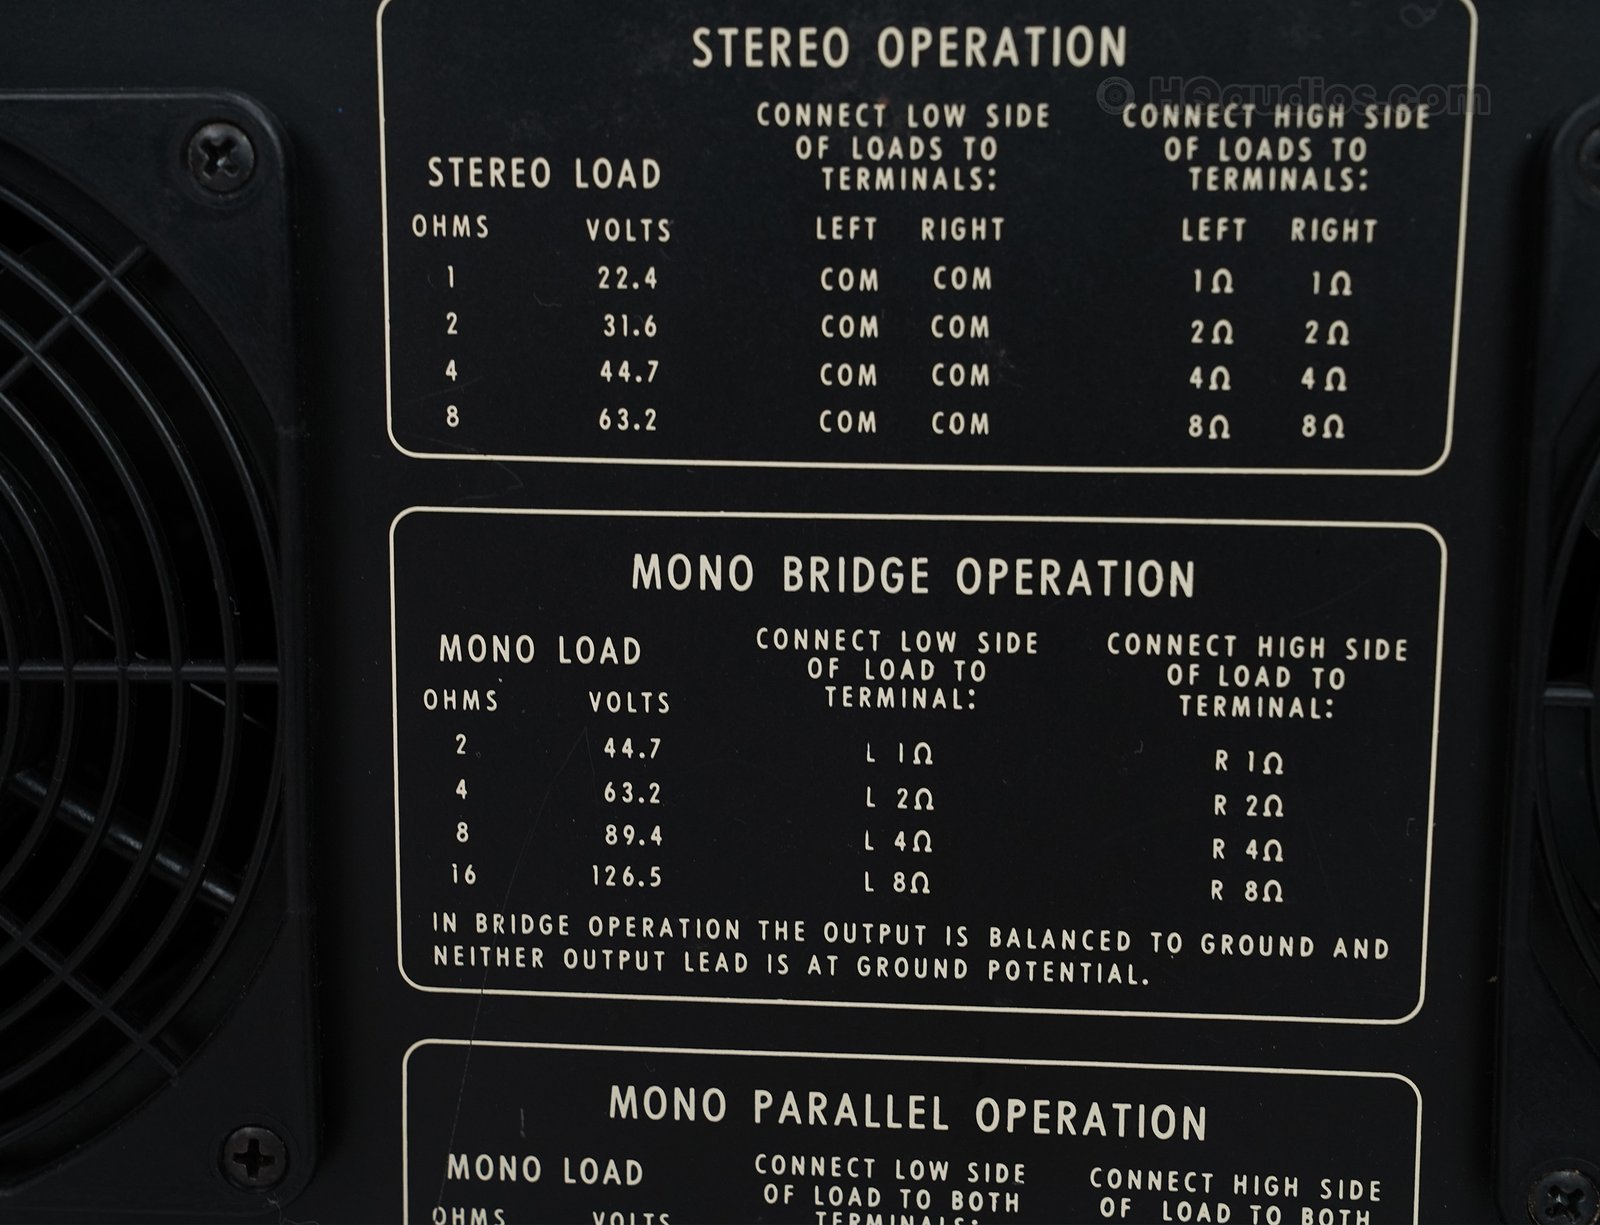 STEREO OPERATION
HQaudios.com
STEREO LOAD
CONNECT LOW SIDE
OF LOADS TO
TERMINALS:
CONNECT HIGH SIDE
OF LOADS TO
TERMINALS:
OHMS VOLTS LEFT RIGHT LEFT RIGHT
1 22.4 COM COM 1Ω 1Ω
2 31.6 COM COM 2Ω 2Ω
4 44.7 COM COM 4Ω 4Ω
8 63.2 COM COM 8Ω 8Ω
MONO BRIDGE OPERATION
MONO LOAD
CONNECT LOW SIDE
OF LOAD TO
TERMINAL:
CONNECT HIGH SIDE
OF LOAD TO
TERMINAL:
OHMS VOLTS
2 44.7 L 1Ω R 1Ω
4 63.2 L 2Ω R 2Ω
8 89.4 L 4Ω R 4Ω
16 126.5 L 8Ω R 8Ω
IN BRIDGE OPERATION THE OUTPUT IS BALANCED TO GROUND AND
NEITHER OUTPUT LEAD IS AT GROUND POTENTIAL.
MONO PARALLEL OPERATION
MONO LOAD
CONNECT LOW SIDE
OF LOAD TO BOTH
TERMINALS:
CONNECT HIGH SIDE
OF LOAD TO BOTH
OHMS VOLTS